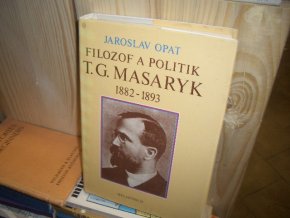 JAROSLAV OPAT
FILOZOF A POLITIK
T. G. MASARYK
1882-1893